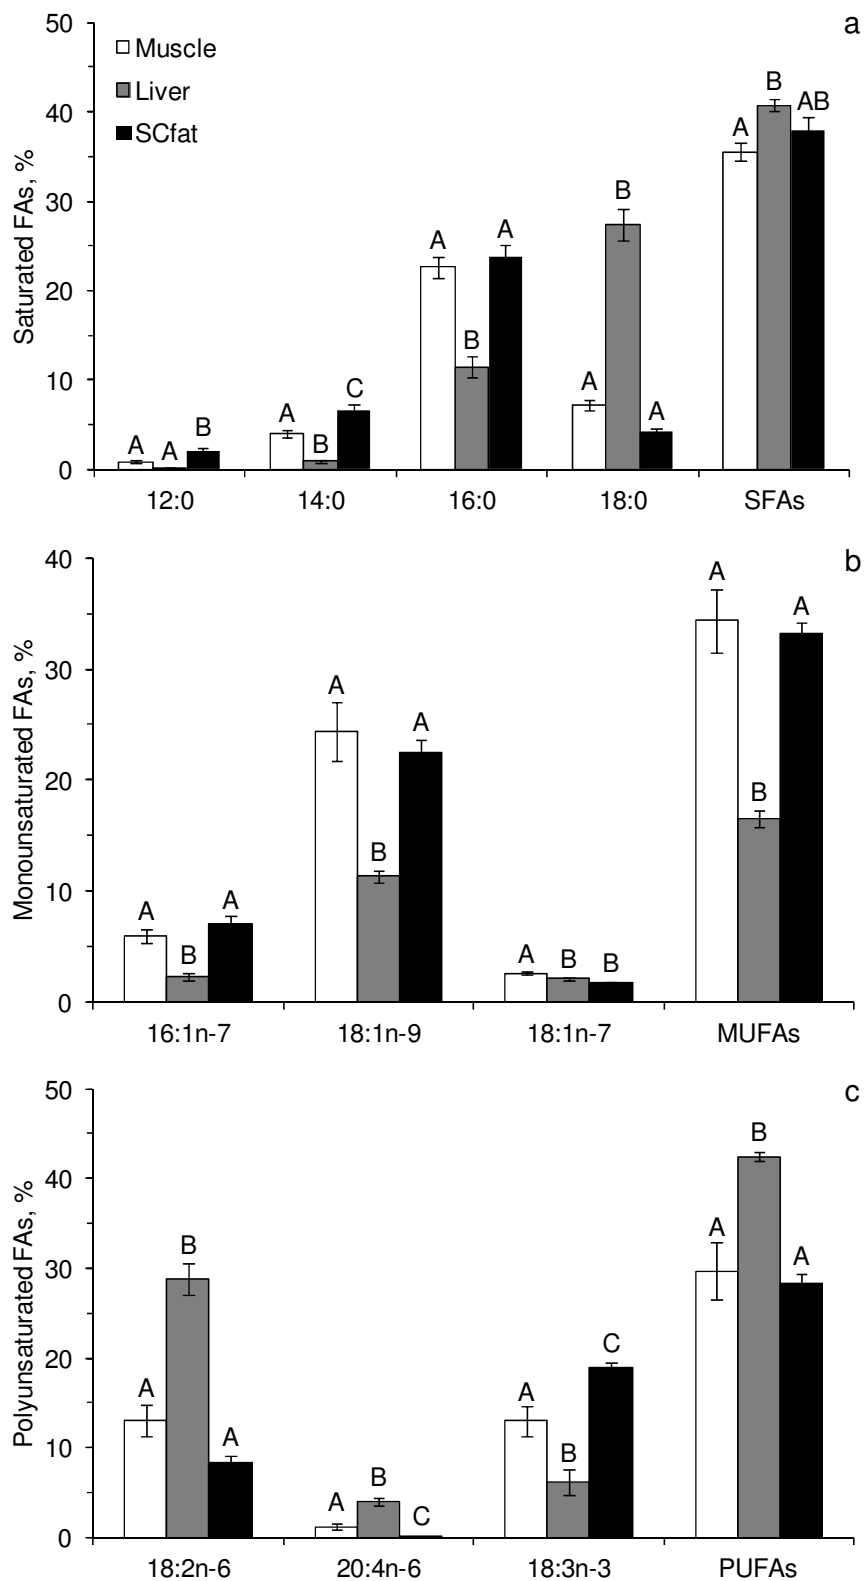 a
50
Muscle
Liver
SCfat
40
30
20
10
0
Saturated FAs, %
A A B
A B C
A B A
A B A
A B AB
12:0 14:0 16:0 18:0 SFAs
b
40
30
20
10
0
Monounsaturated FAs, %
A B A
A B A
A B B
A B A
16:1n-7 18:1n-9 18:1n-7 MUFAs
c
50
40
30
20
10
0
Polyunsaturated FAs, %
A B A
A B C
A B C
A B A
18:2n-6 20:4n-6 18:3n-3 PUFAs